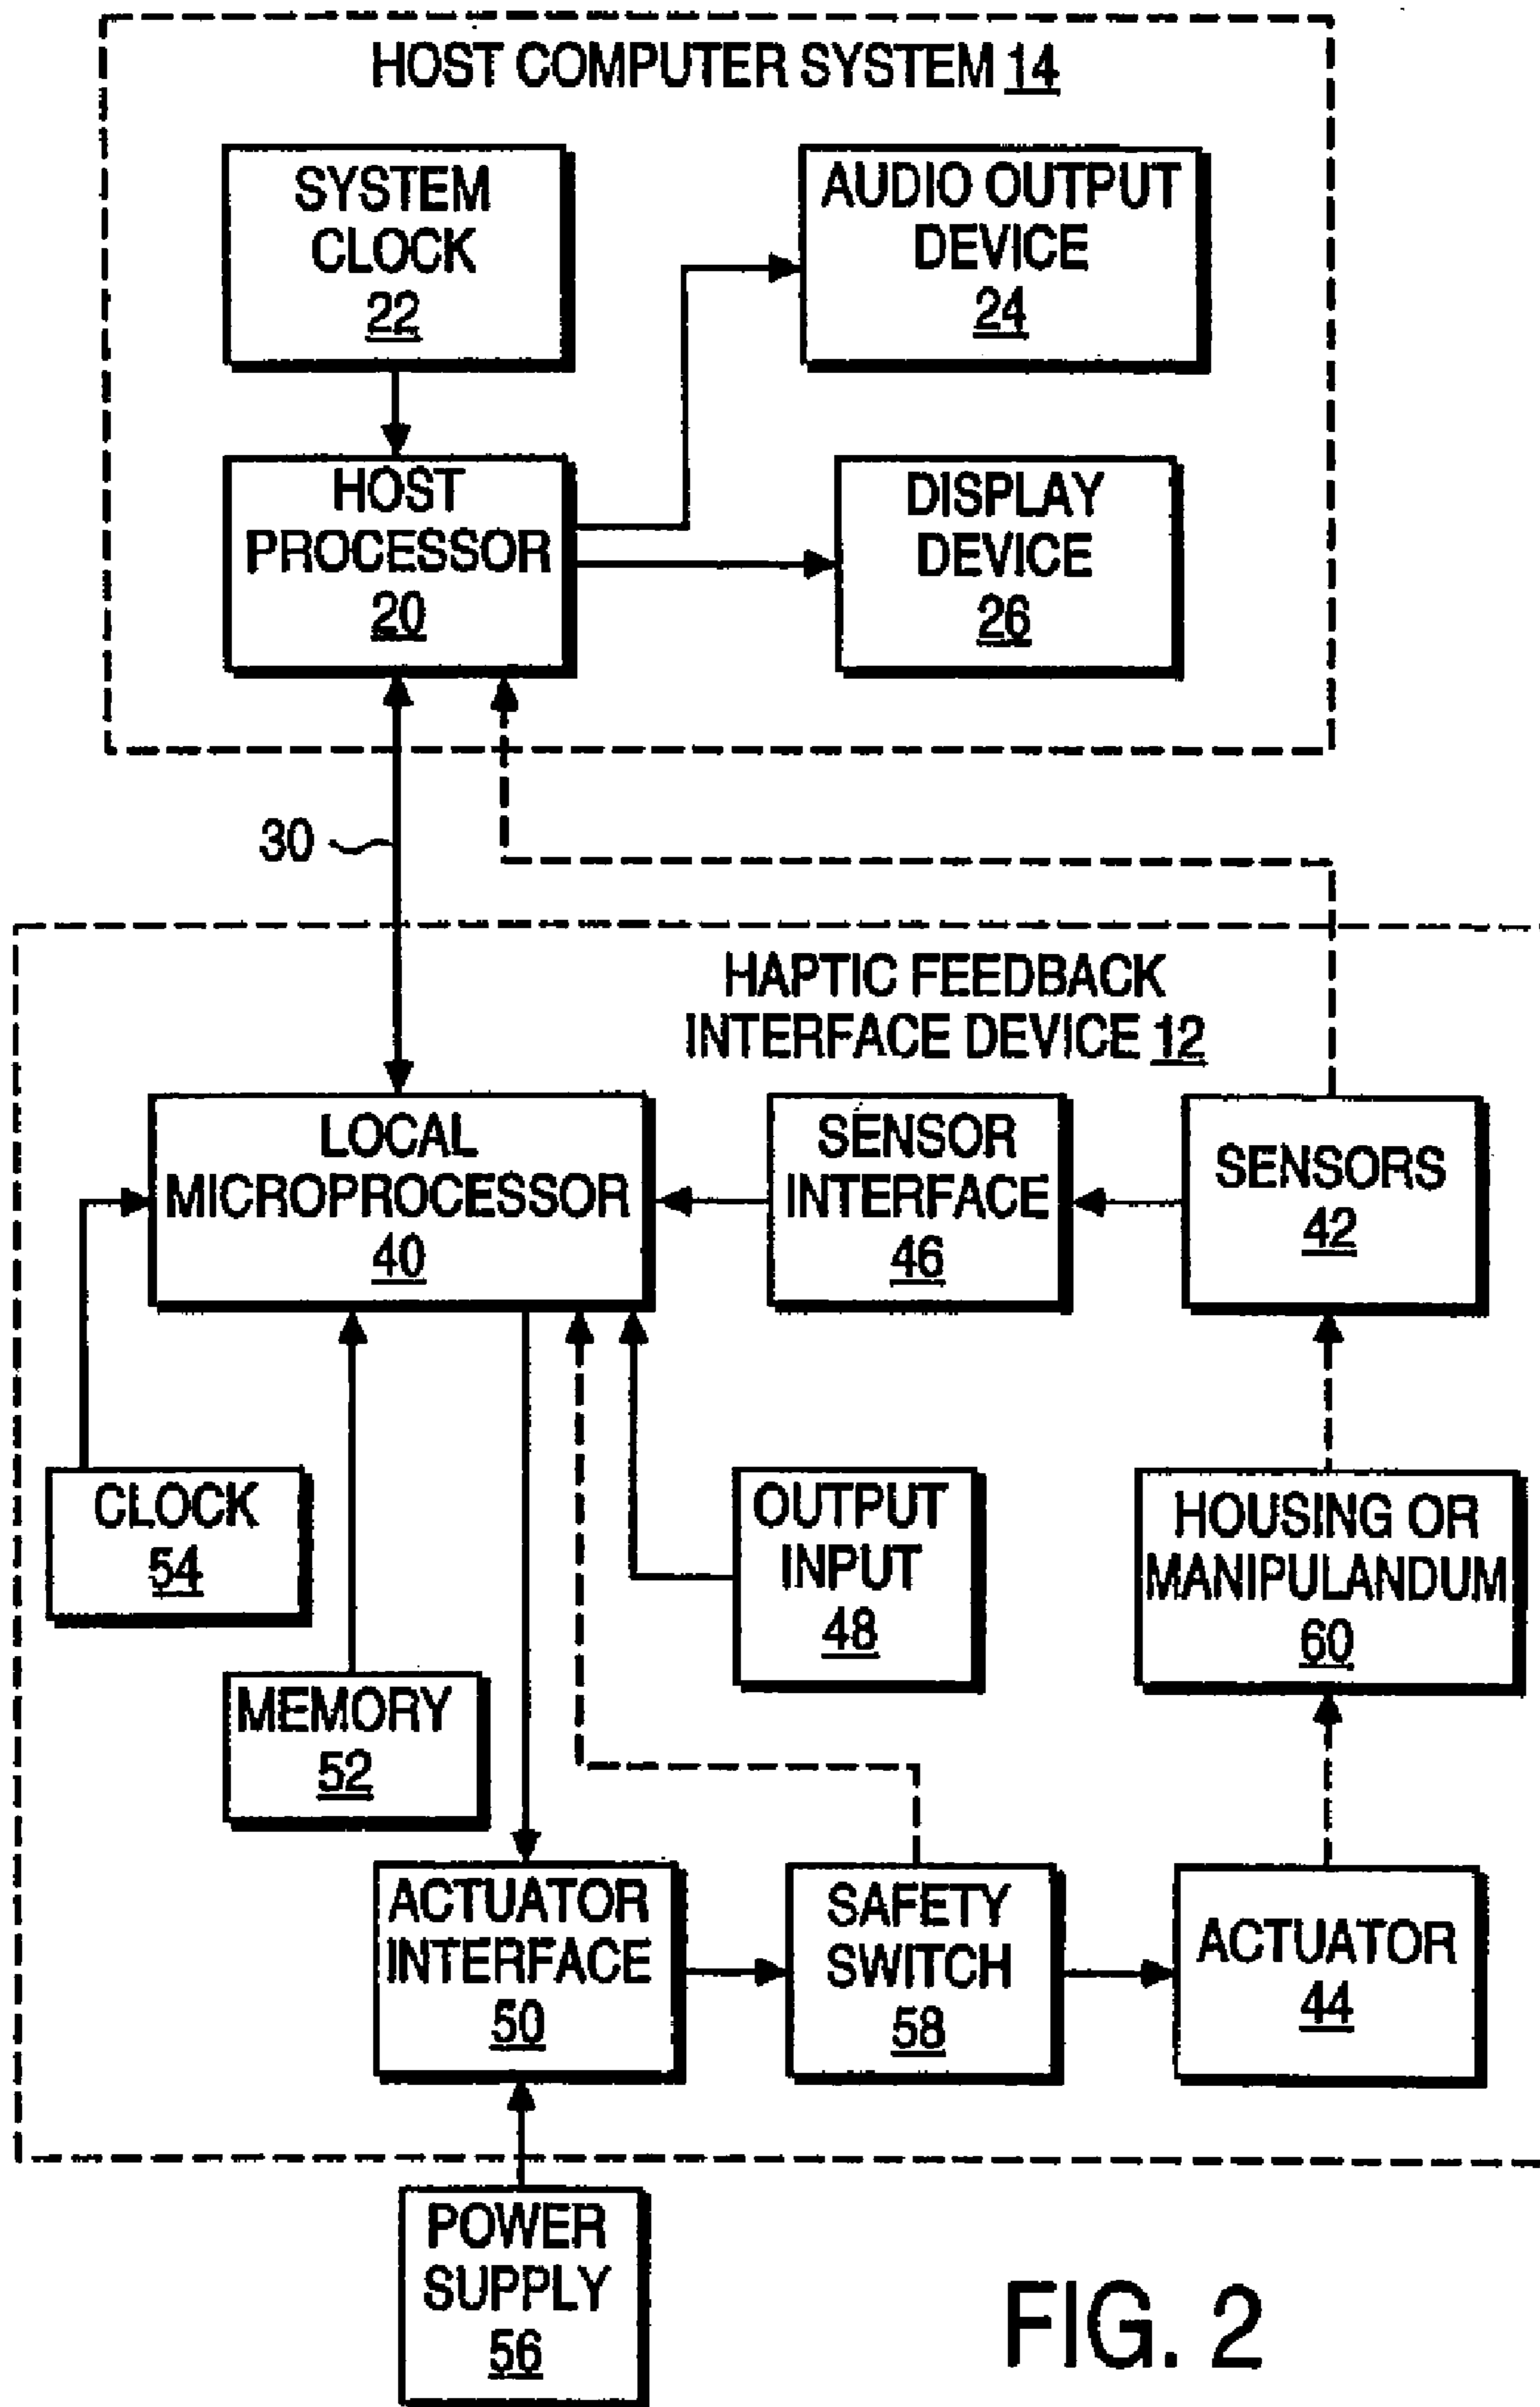 HOST COMPUTER SYSTEM 14
SYSTEM
CLOCK
22
AUDIO OUTPUT
DEVICE
24
HOST
PROCESSOR
20
DISPLAY
DEVICE
26
30
HAPTIC FEEDBACK
INTERFACE DEVICE 12
LOCAL
MICROPROCESSOR
40
SENSOR
INTERFACE
46
SENSORS
42
CLOCK
54
OUTPUT
INPUT
48
HOUSING OR
MANIPULANDUM
60
MEMORY
52
ACTUATOR
INTERFACE
50
SAFETY
SWITCH
58
ACTUATOR
44
POWER
SUPPLY
56
FIG. 2